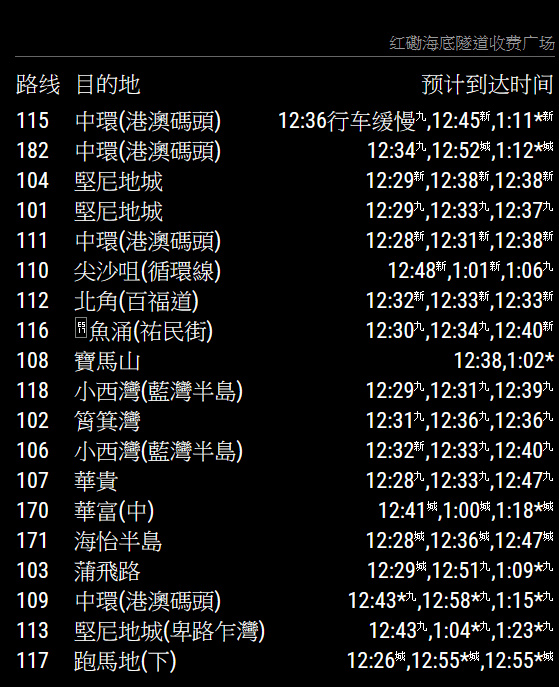 红磡海底隧道收费广场
路线 目的地 预计到达时间
115 中環(港澳碼頭) 12:36行车缓慢九,12:45新,1:11*新
182 中環(港澳碼頭) 12:34九,12:52城,1:12*城
104 堅尼地城 12:29新,12:38新,12:38新
101 堅尼地城 12:29九,12:33九,12:37九
111 中環(港澳碼頭) 12:28新,12:31新,12:38新
110 尖沙咀(循環線) 12:48新,1:01新,1:06九
112 北角(百福道) 12:32新,12:33新,12:33新
116 魚涌(祐民街) 12:30九,12:34九,12:40新
108 寶馬山 12:38,1:02*
118 小西灣(藍灣半島) 12:29九,12:31九,12:39九
102 筲箕灣 12:31九,12:36九,12:36九
106 小西灣(藍灣半島) 12:32新,12:33九,12:40九
107 華貴 12:28九,12:33九,12:47九
170 華富(中) 12:41城,1:00城,1:18*城
171 海怡半島 12:28城,12:36城,12:47城
103 蒲飛路 12:29城,12:51九,1:09*九
109 中環(港澳碼頭) 12:43*九,12:58*九,1:15*九
113 堅尼地城(卑路乍灣) 12:43九,1:04*九,1:23*九
117 跑馬地(下) 12:26城,12:55*城,12:55*城